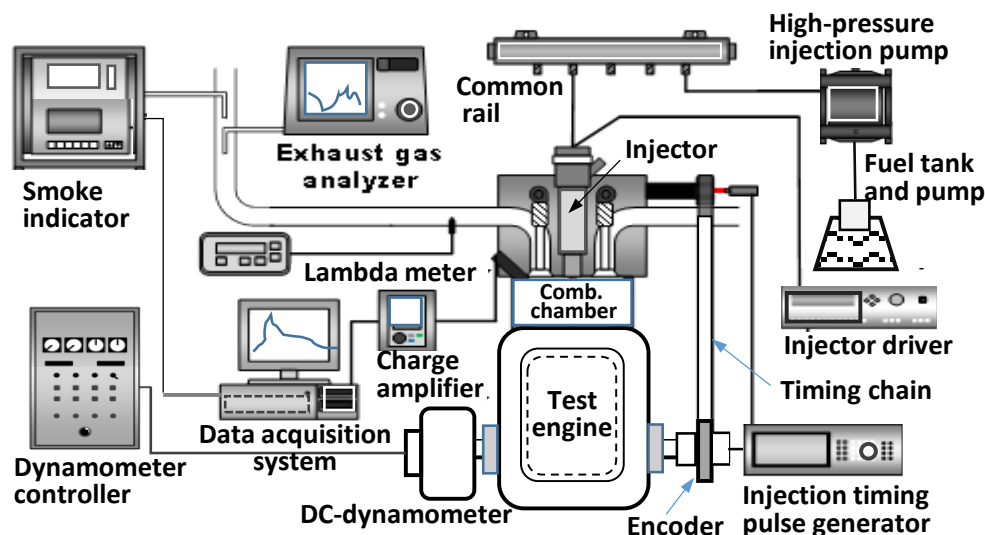 High-pressure
injection pump
Common
rail
Injector
Exhaust gas
analyzer
Smoke
indicator
Fuel tank
and pump
Lambda meter
Comb.
chamber
Injector driver
Charge
amplifier
Timing chain
Test
engine
Data acquisition
system
Dynamometer
controller
DC-dynamometer
Encoder
Injection timing
pulse generator